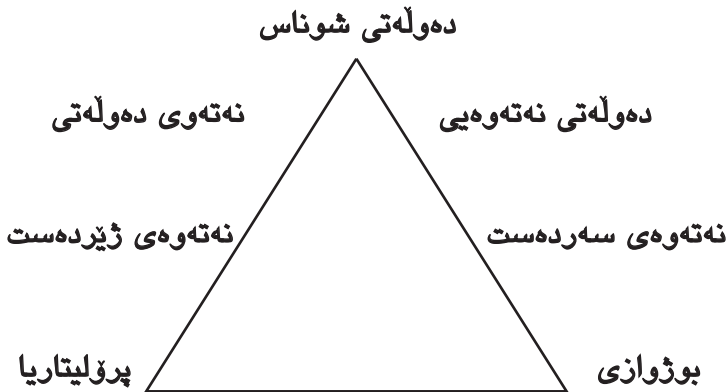 دەوڵەتی شوناس
دەوڵەتی نەتەوەیی
نەتەوی دەوڵەتی
نەتەوەی سەردەست
نەتەوەی ژێردەست
بوژوازی
پرۆلیتاریا